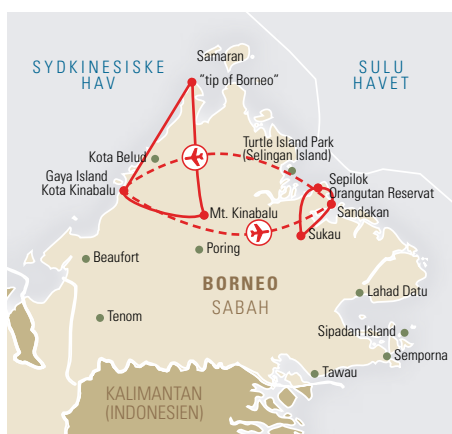 Samaran
"tip of Borneo"
SYDKINESISKE
HAV
SULU
HAVET
Turtle Island Park
(Selingan Island)
Kota Belud
Gaya Island
Kota Kinabalu
Sepilok
Orangutan Reservat
Sandakan
Mt. Kinabalu
Sukau
Poring
Beaufort
BORNEO
SABAH
Lahad Datu
Tenom
Sipadan Island
Semporna
Tawau
KALIMANTAN
(INDONESIEN)